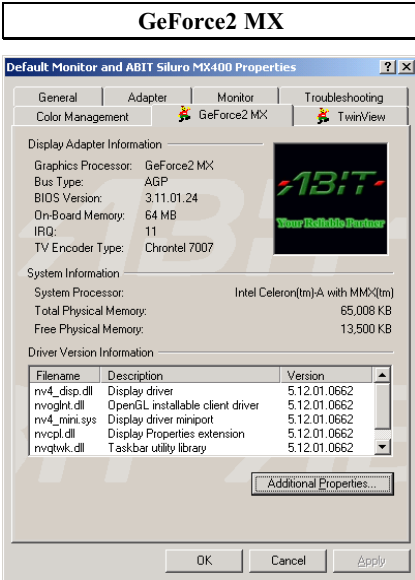 GeForce2 MX
Default Monitor and ABIT Siluro MX400 Properties
General Adapter Monitor Troubleshooting
Color Management GeForce2 MX TwinView
Display Adapter Information
Graphics Processor: GeForce2 MX
Bus Type: AGP
BIOS Version: 3.11.01.24
On-Board Memory: 64 MB
IRQ: 11
TV Encoder Type: Chrontel 7007
ABIT
Your Reliable Partner
System Information
System Processor: Intel Celeron(tm)-A with MMX(tm)
Total Physical Memory: 65,008 KB
Free Physical Memory: 13,500 KB
Driver Version Information
Filename Description Version
nv4_disp.dll Display driver 5.12.01.0662
nvoglnt.dll OpenGL installable client driver 5.12.01.0662
nv4_mini.sys Display driver miniport 5.12.01.0662
nvcpl.dll Display Properties extension 5.12.01.0662
nvqtwk.dll Taskbar utility library 5.12.01.0662
Additional Properties...
OK Cancel Apply